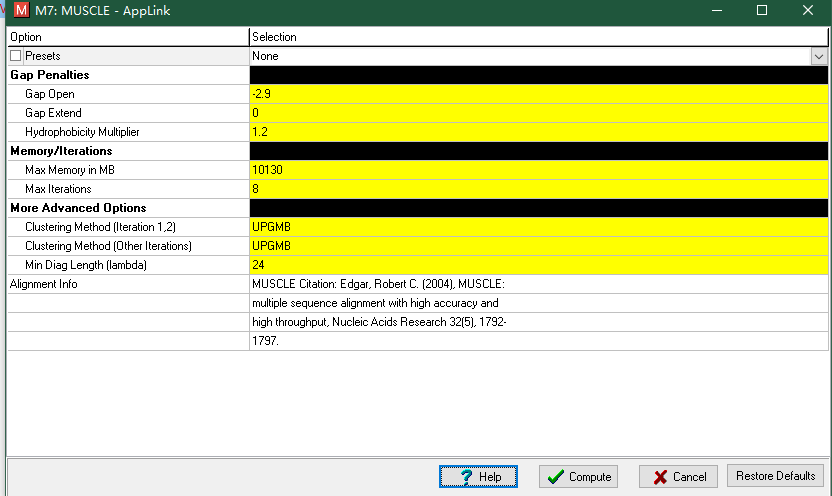 M M7: MUSCLE - AppLink
Option Selection
Presets None
Gap Penalties
Gap Open -2.9
Gap Extend 0
Hydrophobicity Multiplier 1.2
Memory/Iterations
Max Memory in MB 10130
Max Iterations 8
More Advanced Options
Clustering Method (Iteration 1,2) UPGMB
Clustering Method (Other Iterations) UPGMB
Min Diag Length (lambda) 24
Alignment Info MUSCLE Citation: Edgar, Robert C. (2004), MUSCLE:
multiple sequence alignment with high accuracy and
high throughput, Nucleic Acids Research 32(5), 1792-
1797.
? Help Compute Cancel Restore Defaults